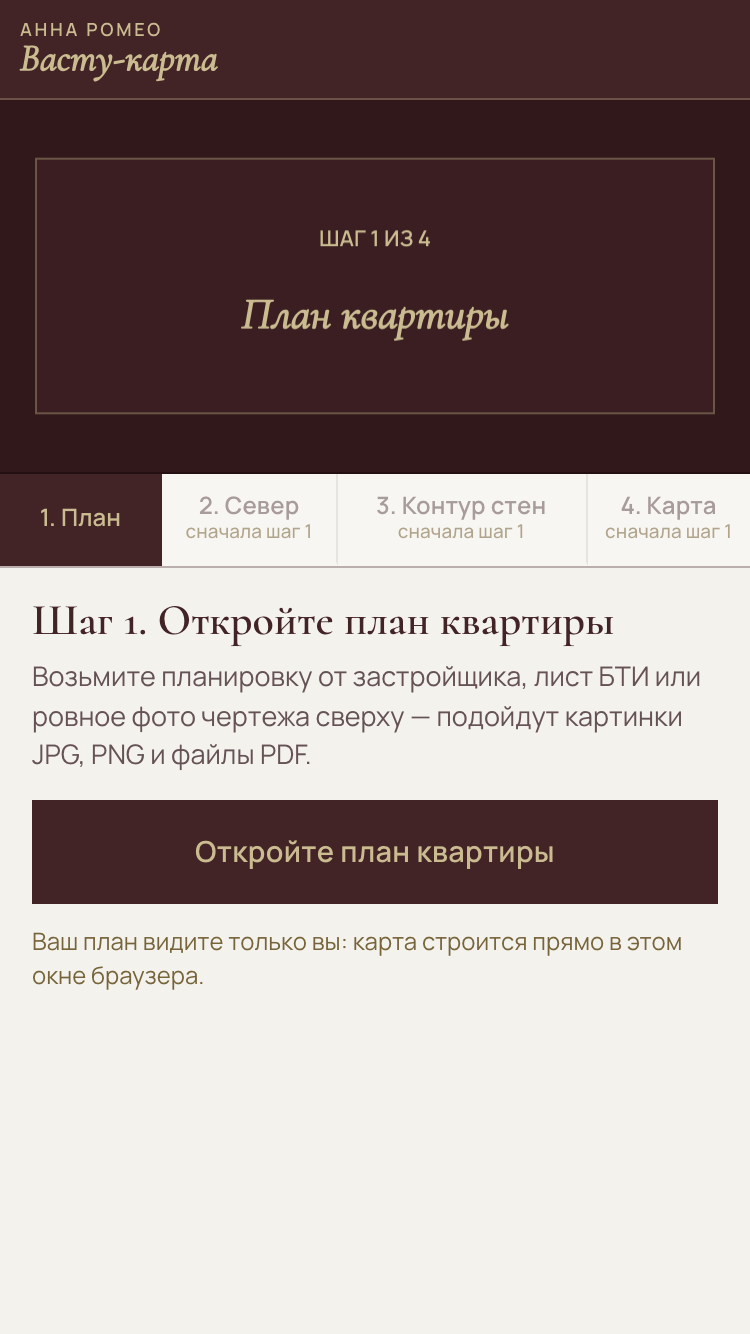 АННА РОМЕО
Васту-карта
ШАГ 1 ИЗ 4
План квартиры
1. План
2. Север
сначала шаг 1
3. Контур стен
сначала шаг 1
4. Карта
сначала шаг 1
Шаг 1. Откройте план квартиры
Возьмите планировку от застройщика, лист БТИ или
ровное фото чертежа сверху — подойдут картинки
JPG, PNG и файлы PDF.
Откройте план квартиры
Ваш план видите только вы: карта строится прямо в этом
окне браузера.